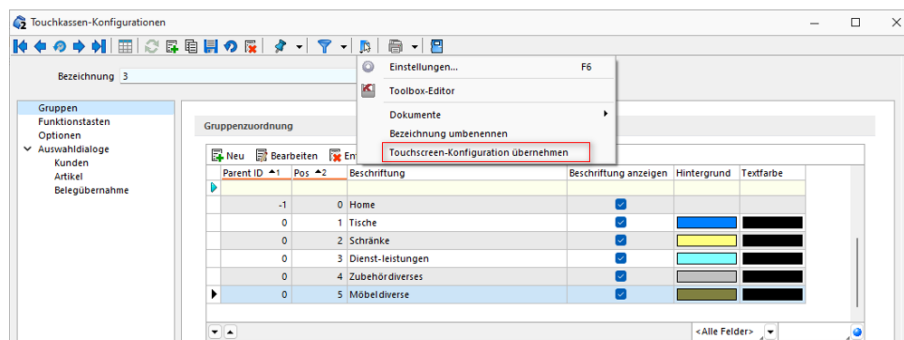 Touchkassen-Konfigurationen
Bezeichnung 3
Einstellungen... F6
Toolbox-Editor
Dokumente
Bezeichnung umbenennen
Touchscreen-Konfiguration übernehmen
Gruppen
Funktionstasten
Optionen
Auswahldialoge
Kunden
Artikel
Belegübernahme
Gruppenzuordnung
Neu Bearbeiten
Parent ID 1 Pos 2 Beschriftung Beschriftung anzeigen Hintergrund Textfarbe
-1 0 Home
0 1 Tische
0 2 Schränke
0 3 Dienst-leistungen
0 4 Zubehördiverses
0 5 Möbeldiverse
<Alle Felder>